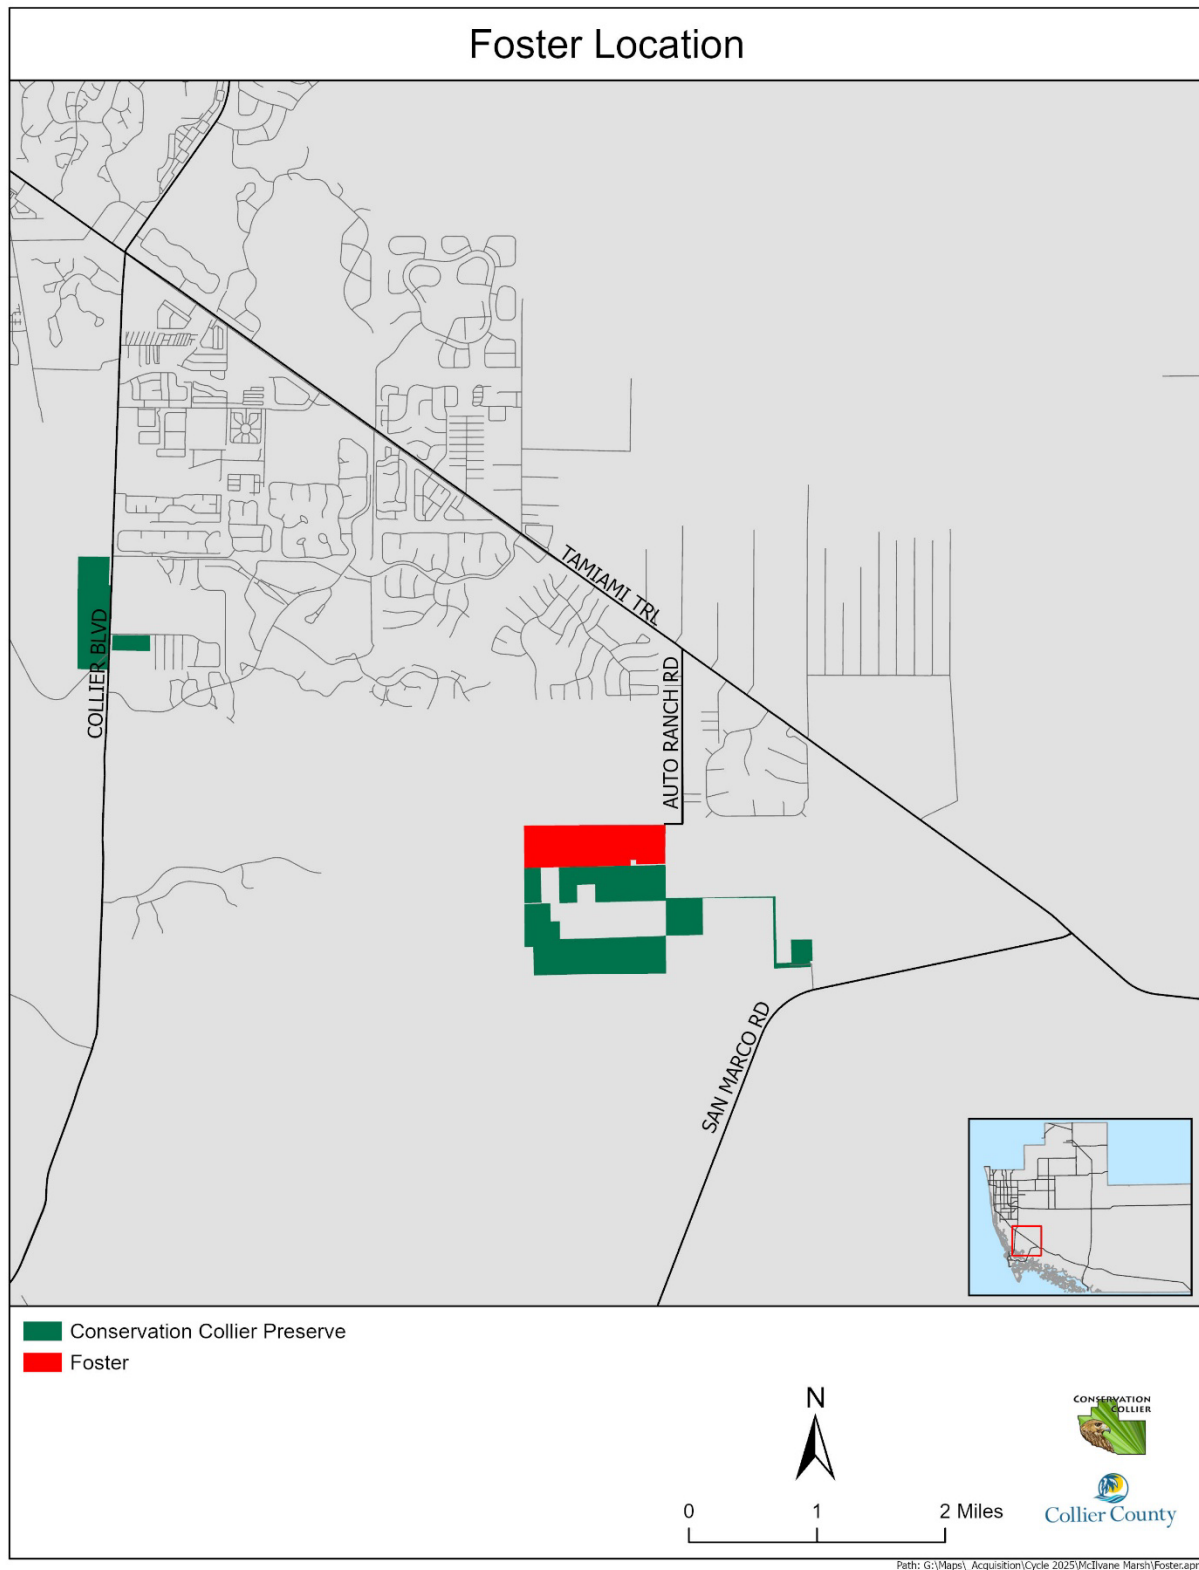 Foster Location
TAMIAMI TRL
COLLIER BLVD
AUTO RANCH RD
SAN MARCO RD
Conservation Collier Preserve
Foster
N
0 1 2 Miles
CONSERVATION
COLLIER
Collier County
Path: G:\Maps\_Acquisition\Cycle 2025\McIlvane Marsh\Foster.apr